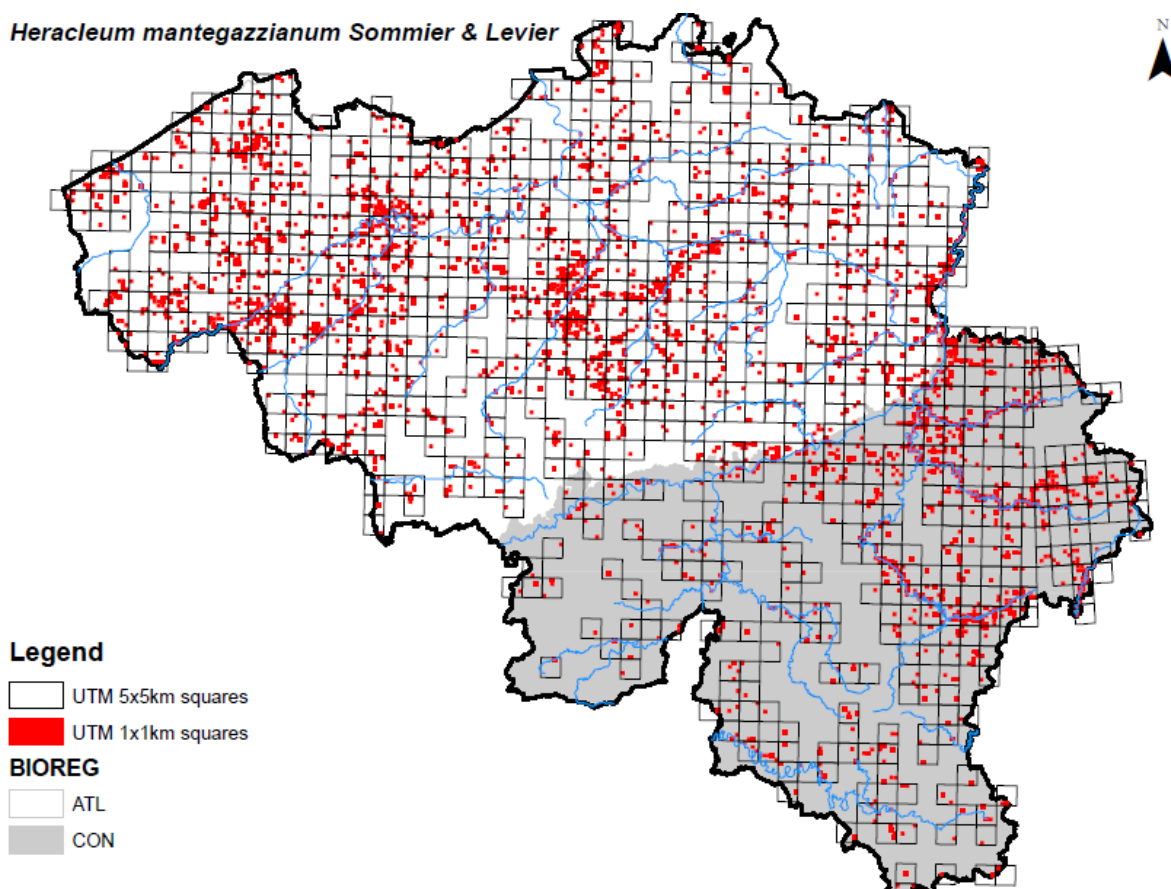 Heracleum mantegazzianum Sommier & Levier
N
Legend
UTM 5x5km squares
UTM 1x1km squares
BIOREG
ATL
CON